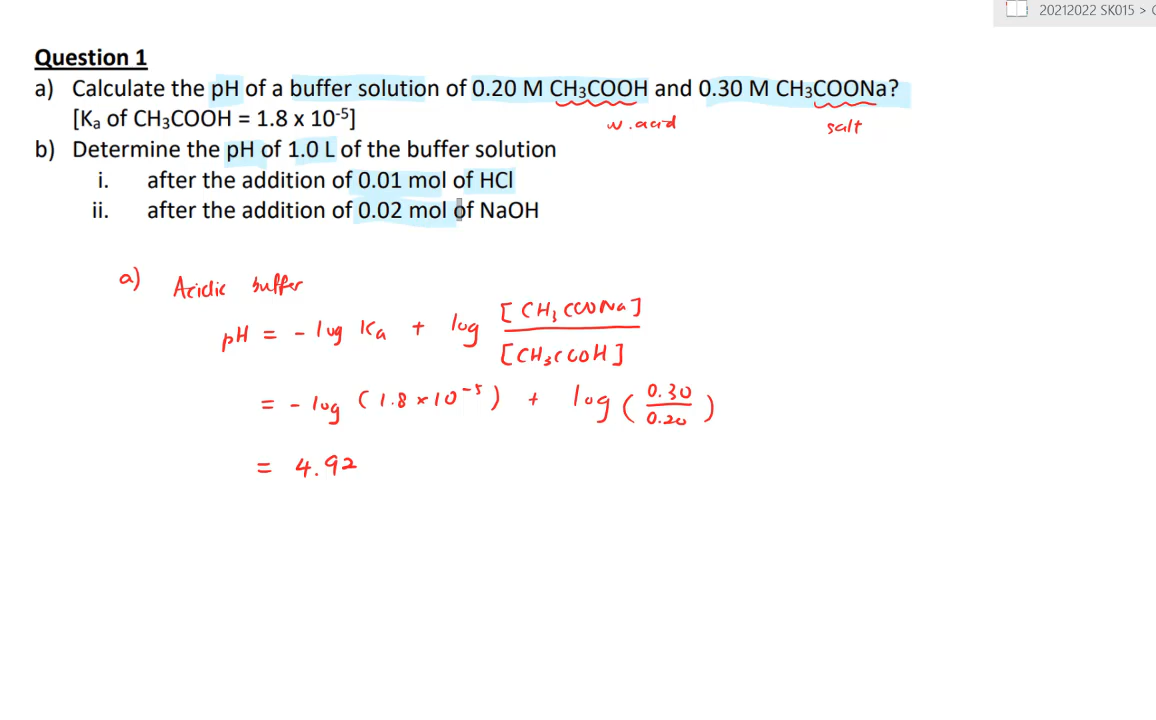 20212022 SK015 >
Question 1
a) Calculate the pH of a buffer solution of 0.20 M CH₃COOH and 0.30 M CH₃COONa?
[Kₐ of CH₃COOH = 1.8 x 10⁻⁵]
w.acid
salt
b) Determine the pH of 1.0 L of the buffer solution
i. after the addition of 0.01 mol of HCl
ii. after the addition of 0.02 mol of NaOH
a) Acidic buffer
pH = - log Ka + log [CH₃COONa] / [CH₃COOH]
= - log (1.8 x 10⁻⁵) + log (0.30 / 0.20)
= 4.92